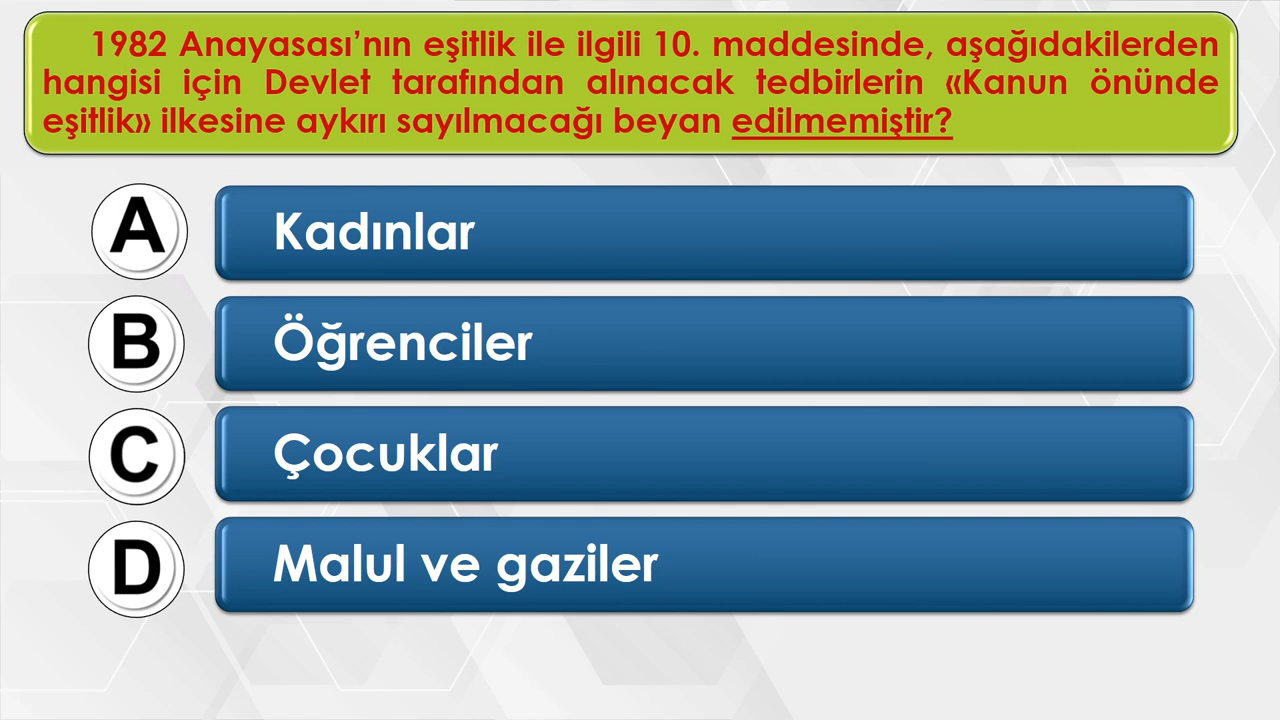 1982 Anayasası’nın eşitlik ile ilgili 10. maddesinde, aşağıdakilerden
hangisi için Devlet tarafından alınacak tedbirlerin «Kanun önünde
eşitlik» ilkesine aykırı sayılmacağı beyan edilmemiştir?
A Kadınlar
B Öğrenciler
C Çocuklar
D Malul ve gaziler